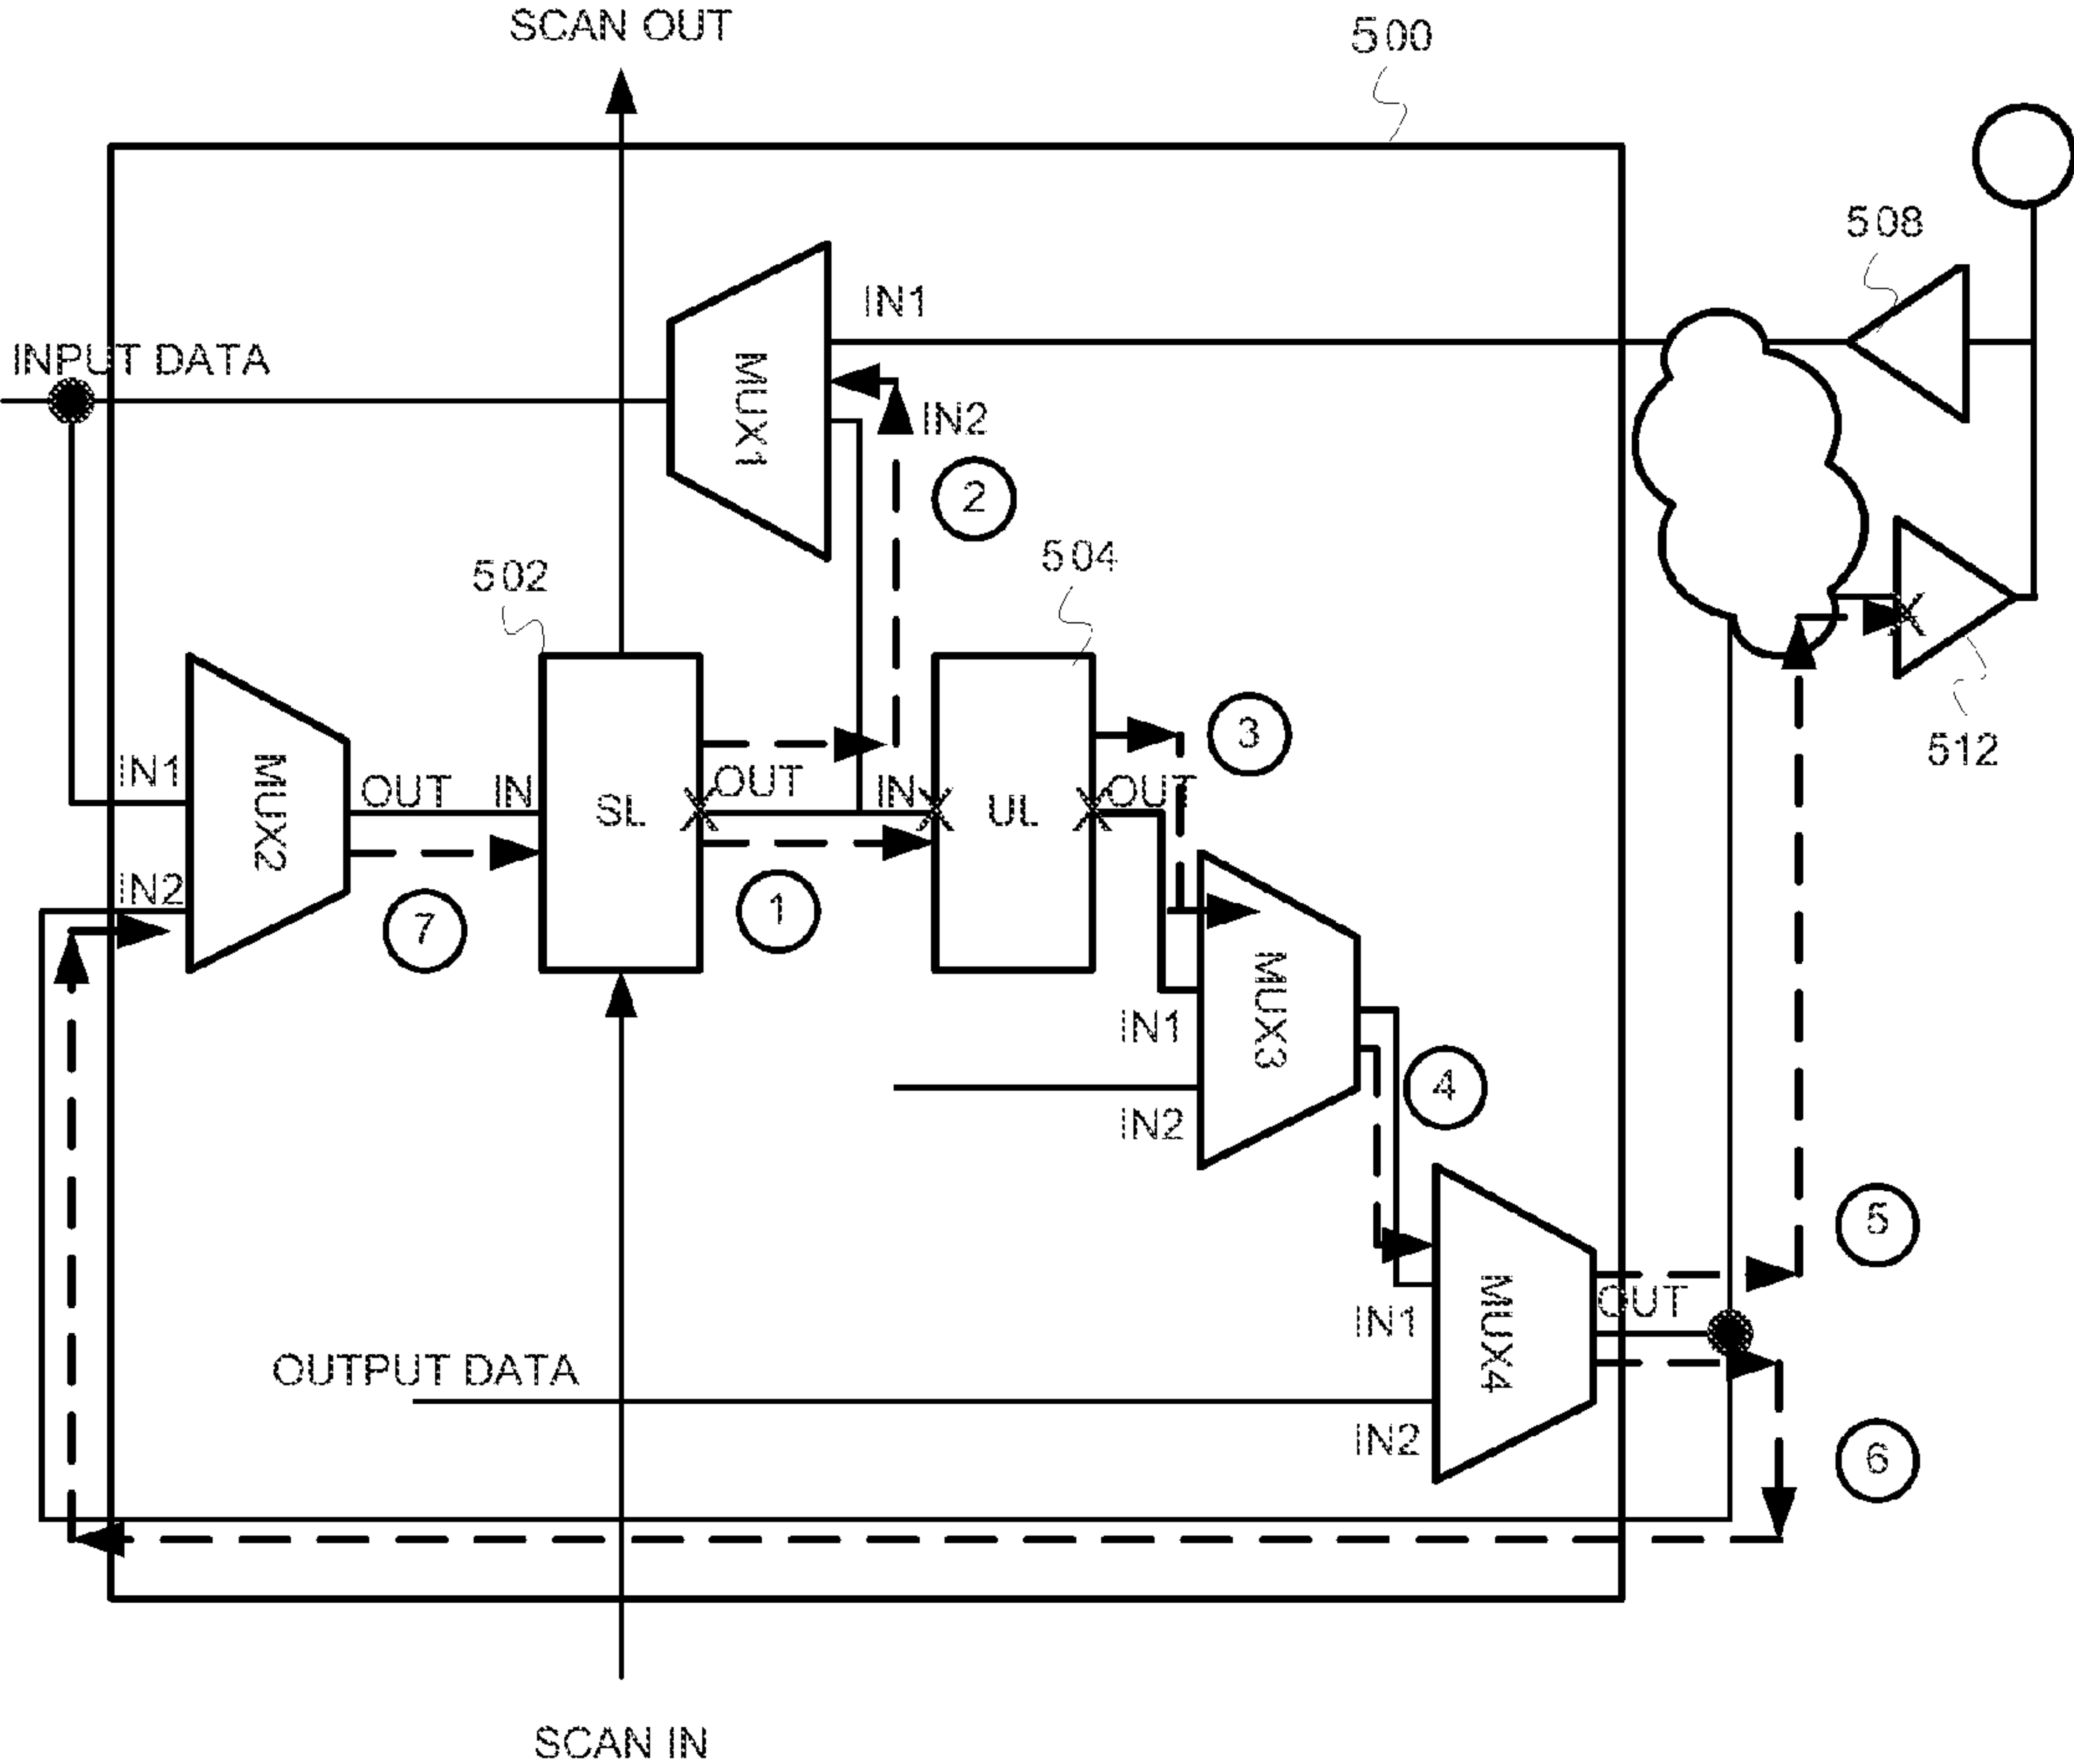 SCAN OUT
500
508
IN1
INPUT DATA
MUX1
IN2
2
502
504
3
512
IN1
MUX2
OUT
IN
SL
OUT
IN
UL
OUT
IN2
7
1
MUX3
IN1
4
IN2
5
OUT
MUX4
IN1
OUTPUT DATA
IN2
6
SCAN IN